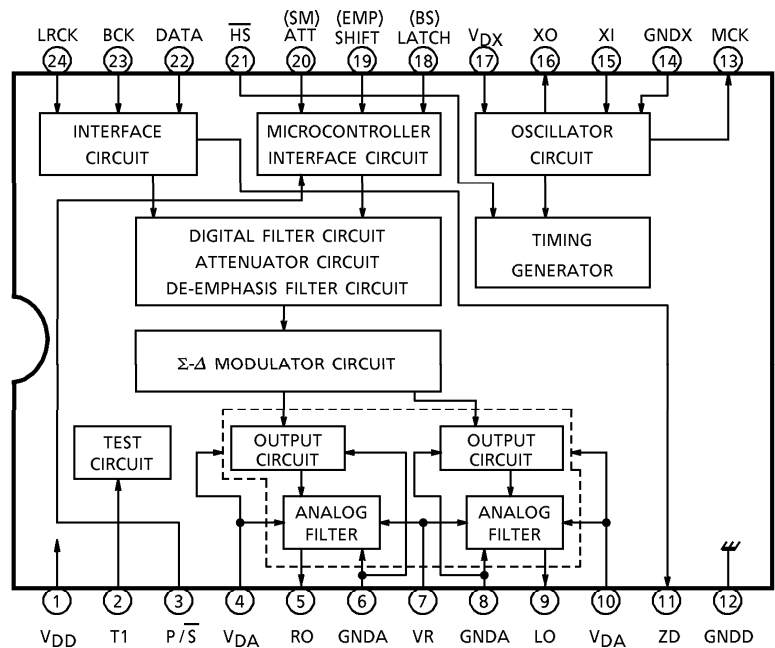 (SM) (EMP) (BS)
LRCK BCK DATA H̅S̅ ATT SHIFT LATCH VDX XO XI GNDX MCK
24 23 22 21 20 19 18 17 16 15 14 13
INTERFACE
CIRCUIT
MICROCONTROLLER
INTERFACE CIRCUIT
OSCILLATOR
CIRCUIT
DIGITAL FILTER CIRCUIT
ATTENUATOR CIRCUIT
DE-EMPHASIS FILTER CIRCUIT
TIMING
GENERATOR
Σ-Δ MODULATOR CIRCUIT
TEST
CIRCUIT
OUTPUT
CIRCUIT
OUTPUT
CIRCUIT
ANALOG
FILTER
ANALOG
FILTER
1 2 3 4 5 6 7 8 9 10 11 12
VDD T1 P/S̅ VDA RO GNDA VR GNDA LO VDA ZD GNDD